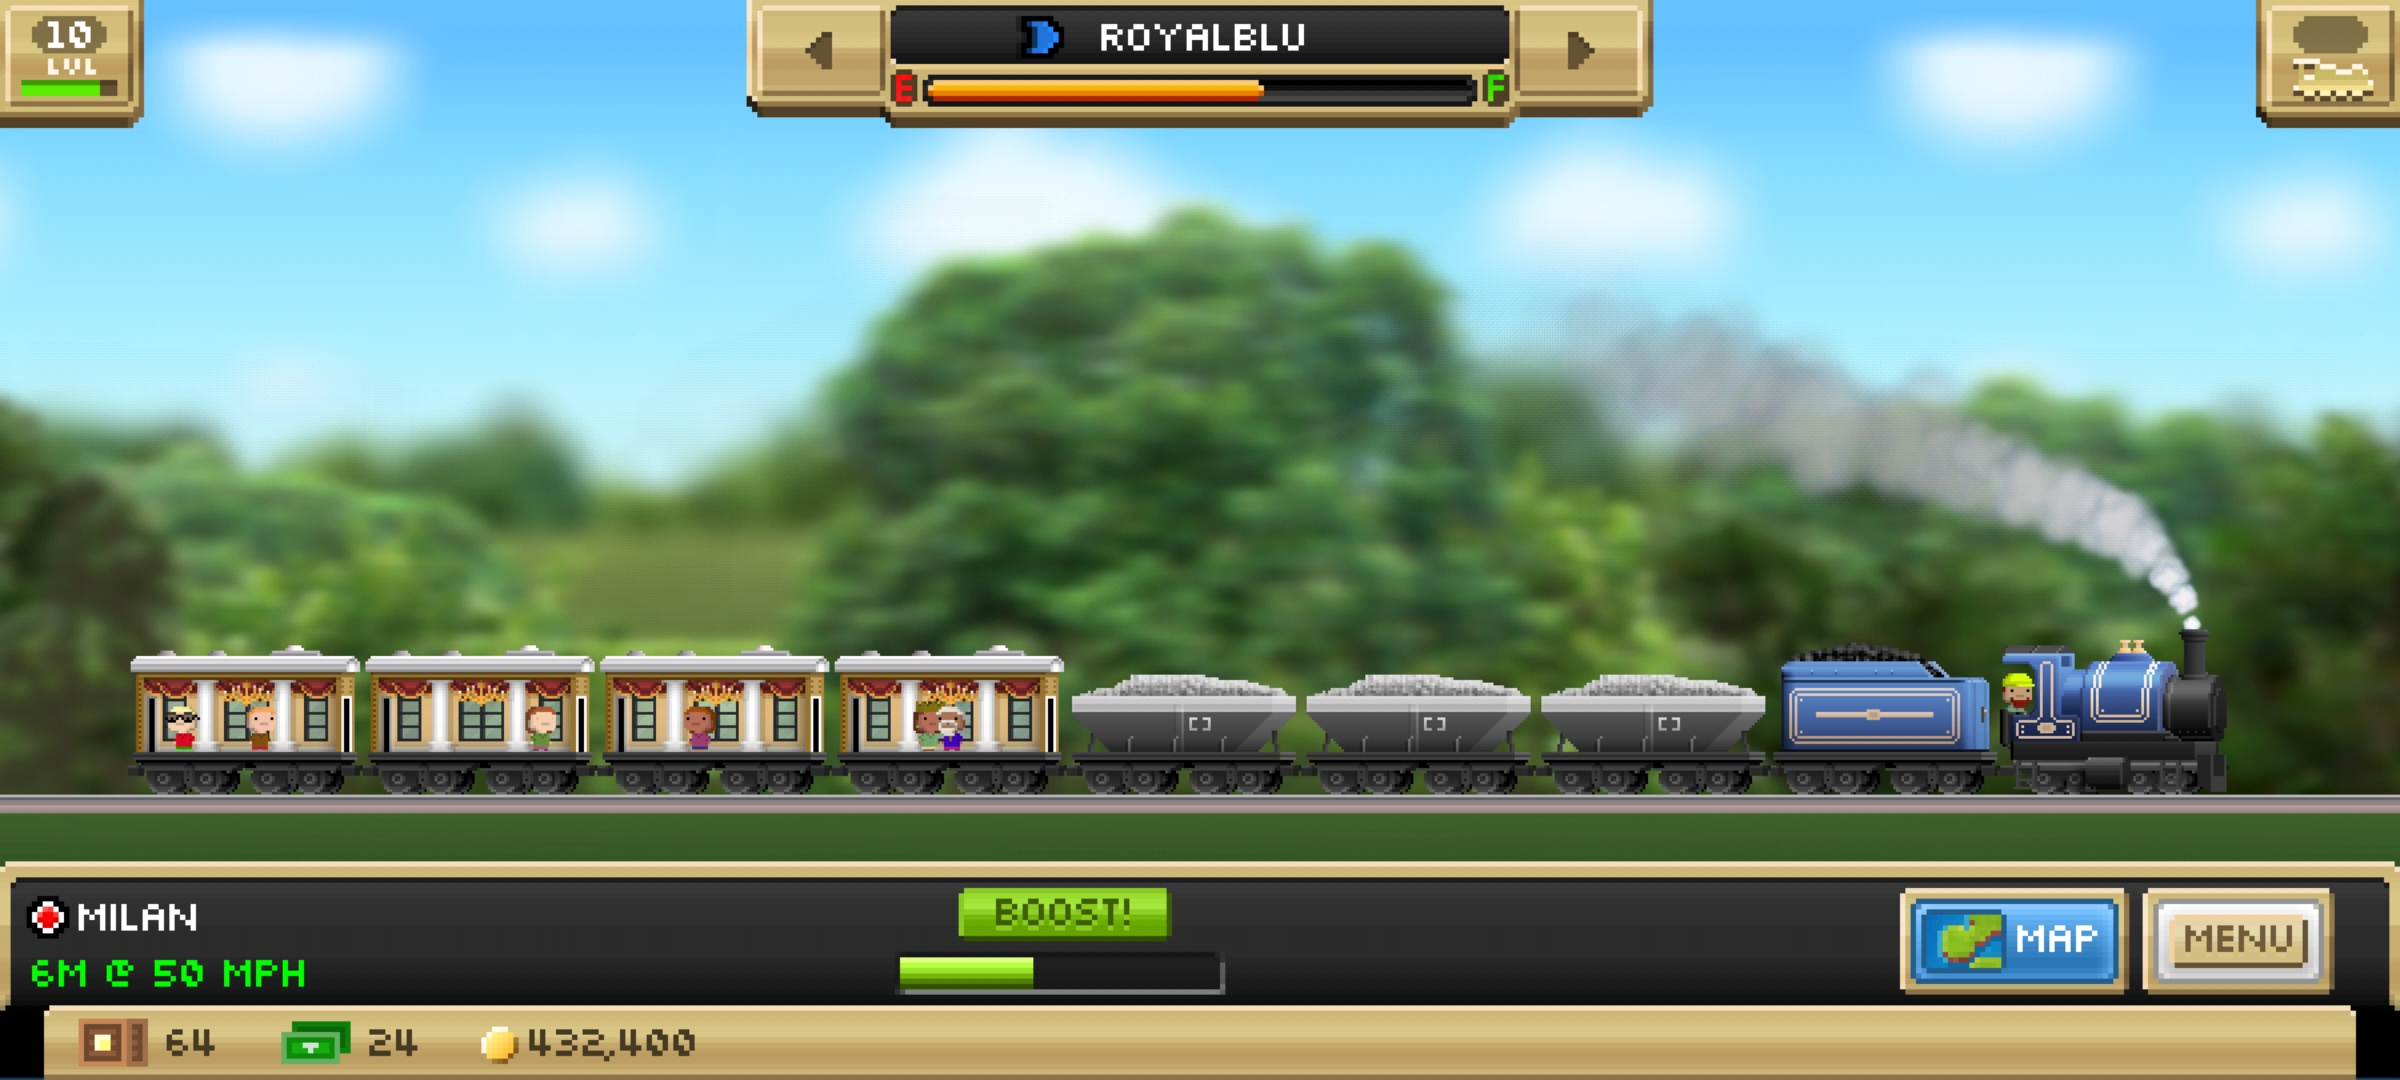 10
LVL
ROYALBLU
E F
MILAN
6M @ 50 MPH
BOOST!
MAP
MENU
64 24 432,400